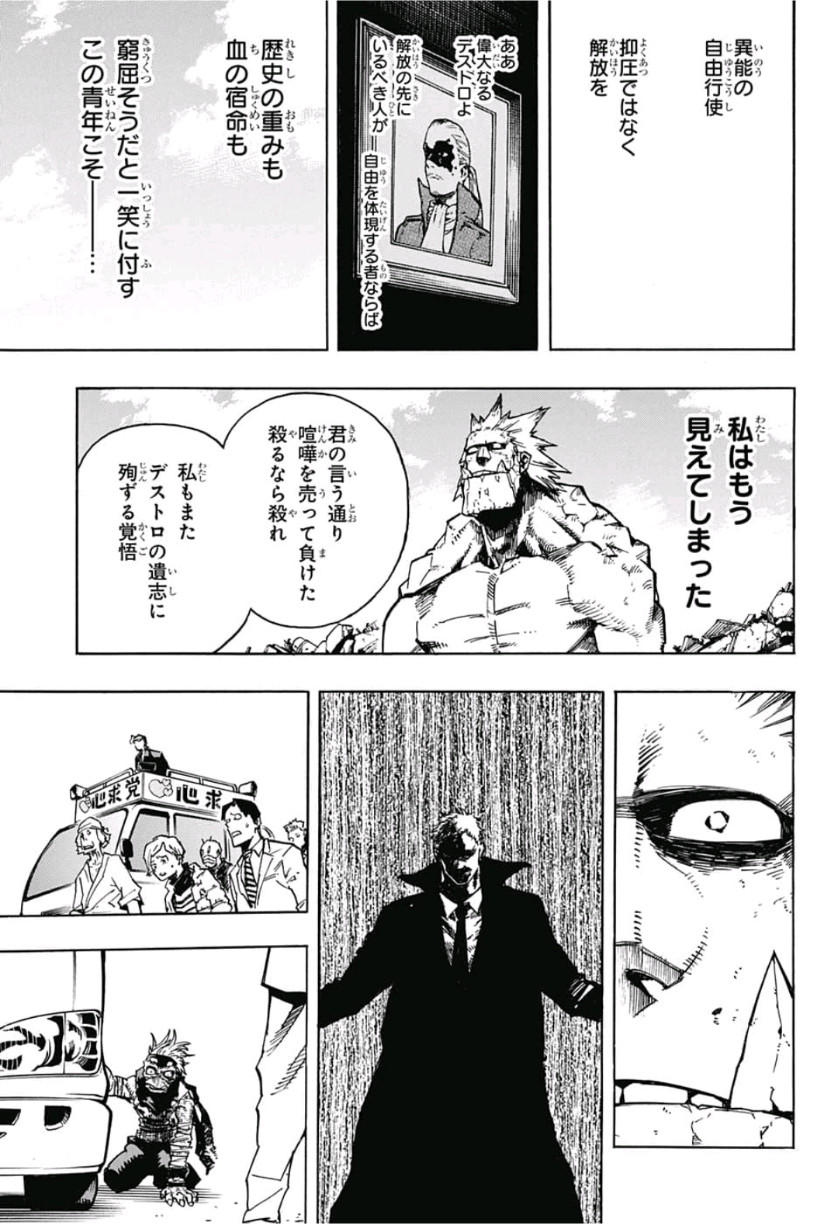 異能の
自由行使
抑圧ではなく
解放を
ああ
偉大なる
デストロよ
解放の先に
いるべき人が
自由を体現する者ならば
歴史の重みも
血の宿命も
窮屈そうだと一笑に付す
この青年こそ――……
私はもう
見えてしまった
君の言う通り
喧嘩を売って負けた
殺るなら殺れ
私もまた
デストロの遺志に
殉ずる覚悟
心求党
心求